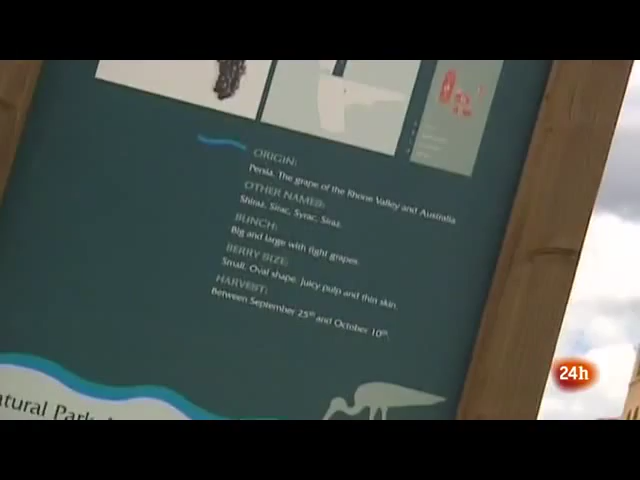 ORIGIN:
Persia. The grape of the Rhone Valley and Australia
OTHER NAMES:
Shiraz, Sirac, Syrac, Siraz.
BUNCH:
Big and large with tight grapes.
BERRY SIZE:
Small. Oval shape. Juicy pulp and thin skin.
HARVEST:
Between September 25th and October 10th.
24h
atural Park